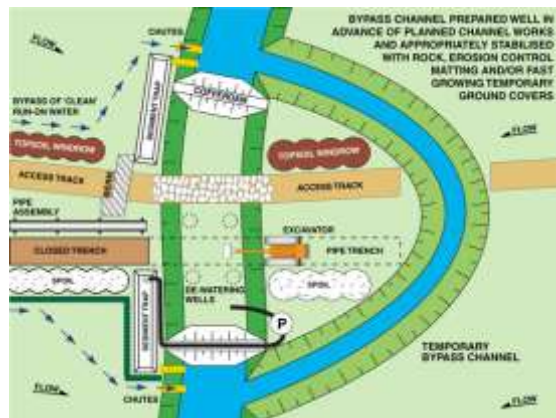 BYPASS CHANNEL PREPARED WELL IN
ADVANCE OF PLANNED CHANNEL WORKS
AND APPROPRIATELY STABILISED
WITH ROCK, EROSION CONTROL
MATTING AND/OR FAST
GROWING TEMPORARY
GROUND COVERS
FLOW
CHUTES
COFFERDAM
SEDIMENT TRAP
BYPASS OF 'CLEAN'
RUN-ON WATER
FLOW
TOPSOIL WINDROW
TOPSOIL WINDROW
ACCESS TRACK
BERM
ACCESS TRACK
PIPE
ASSEMBLY
EXCAVATOR
CLOSED TRENCH
PIPE TRENCH
SPOIL
SEDIMENT TRAP
DE-WATERING
WELLS
SPOIL
P
TEMPORARY
BYPASS CHANNEL
FLOW
CHUTES
FLOW